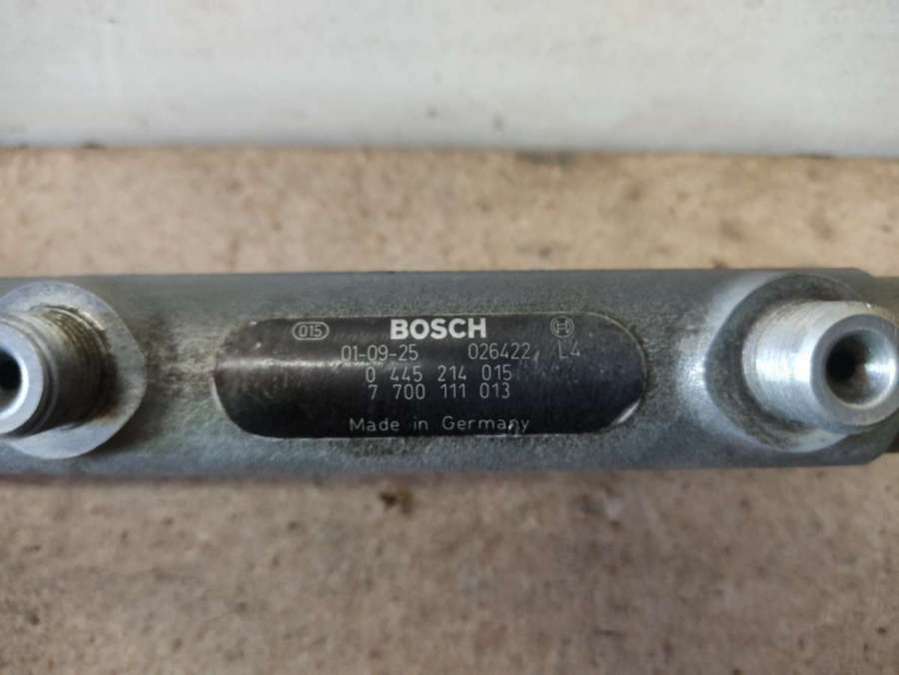 015 BOSCH
01-09-25 026422 L4
0 445 214 015
7 700 111 013
Made in Germany